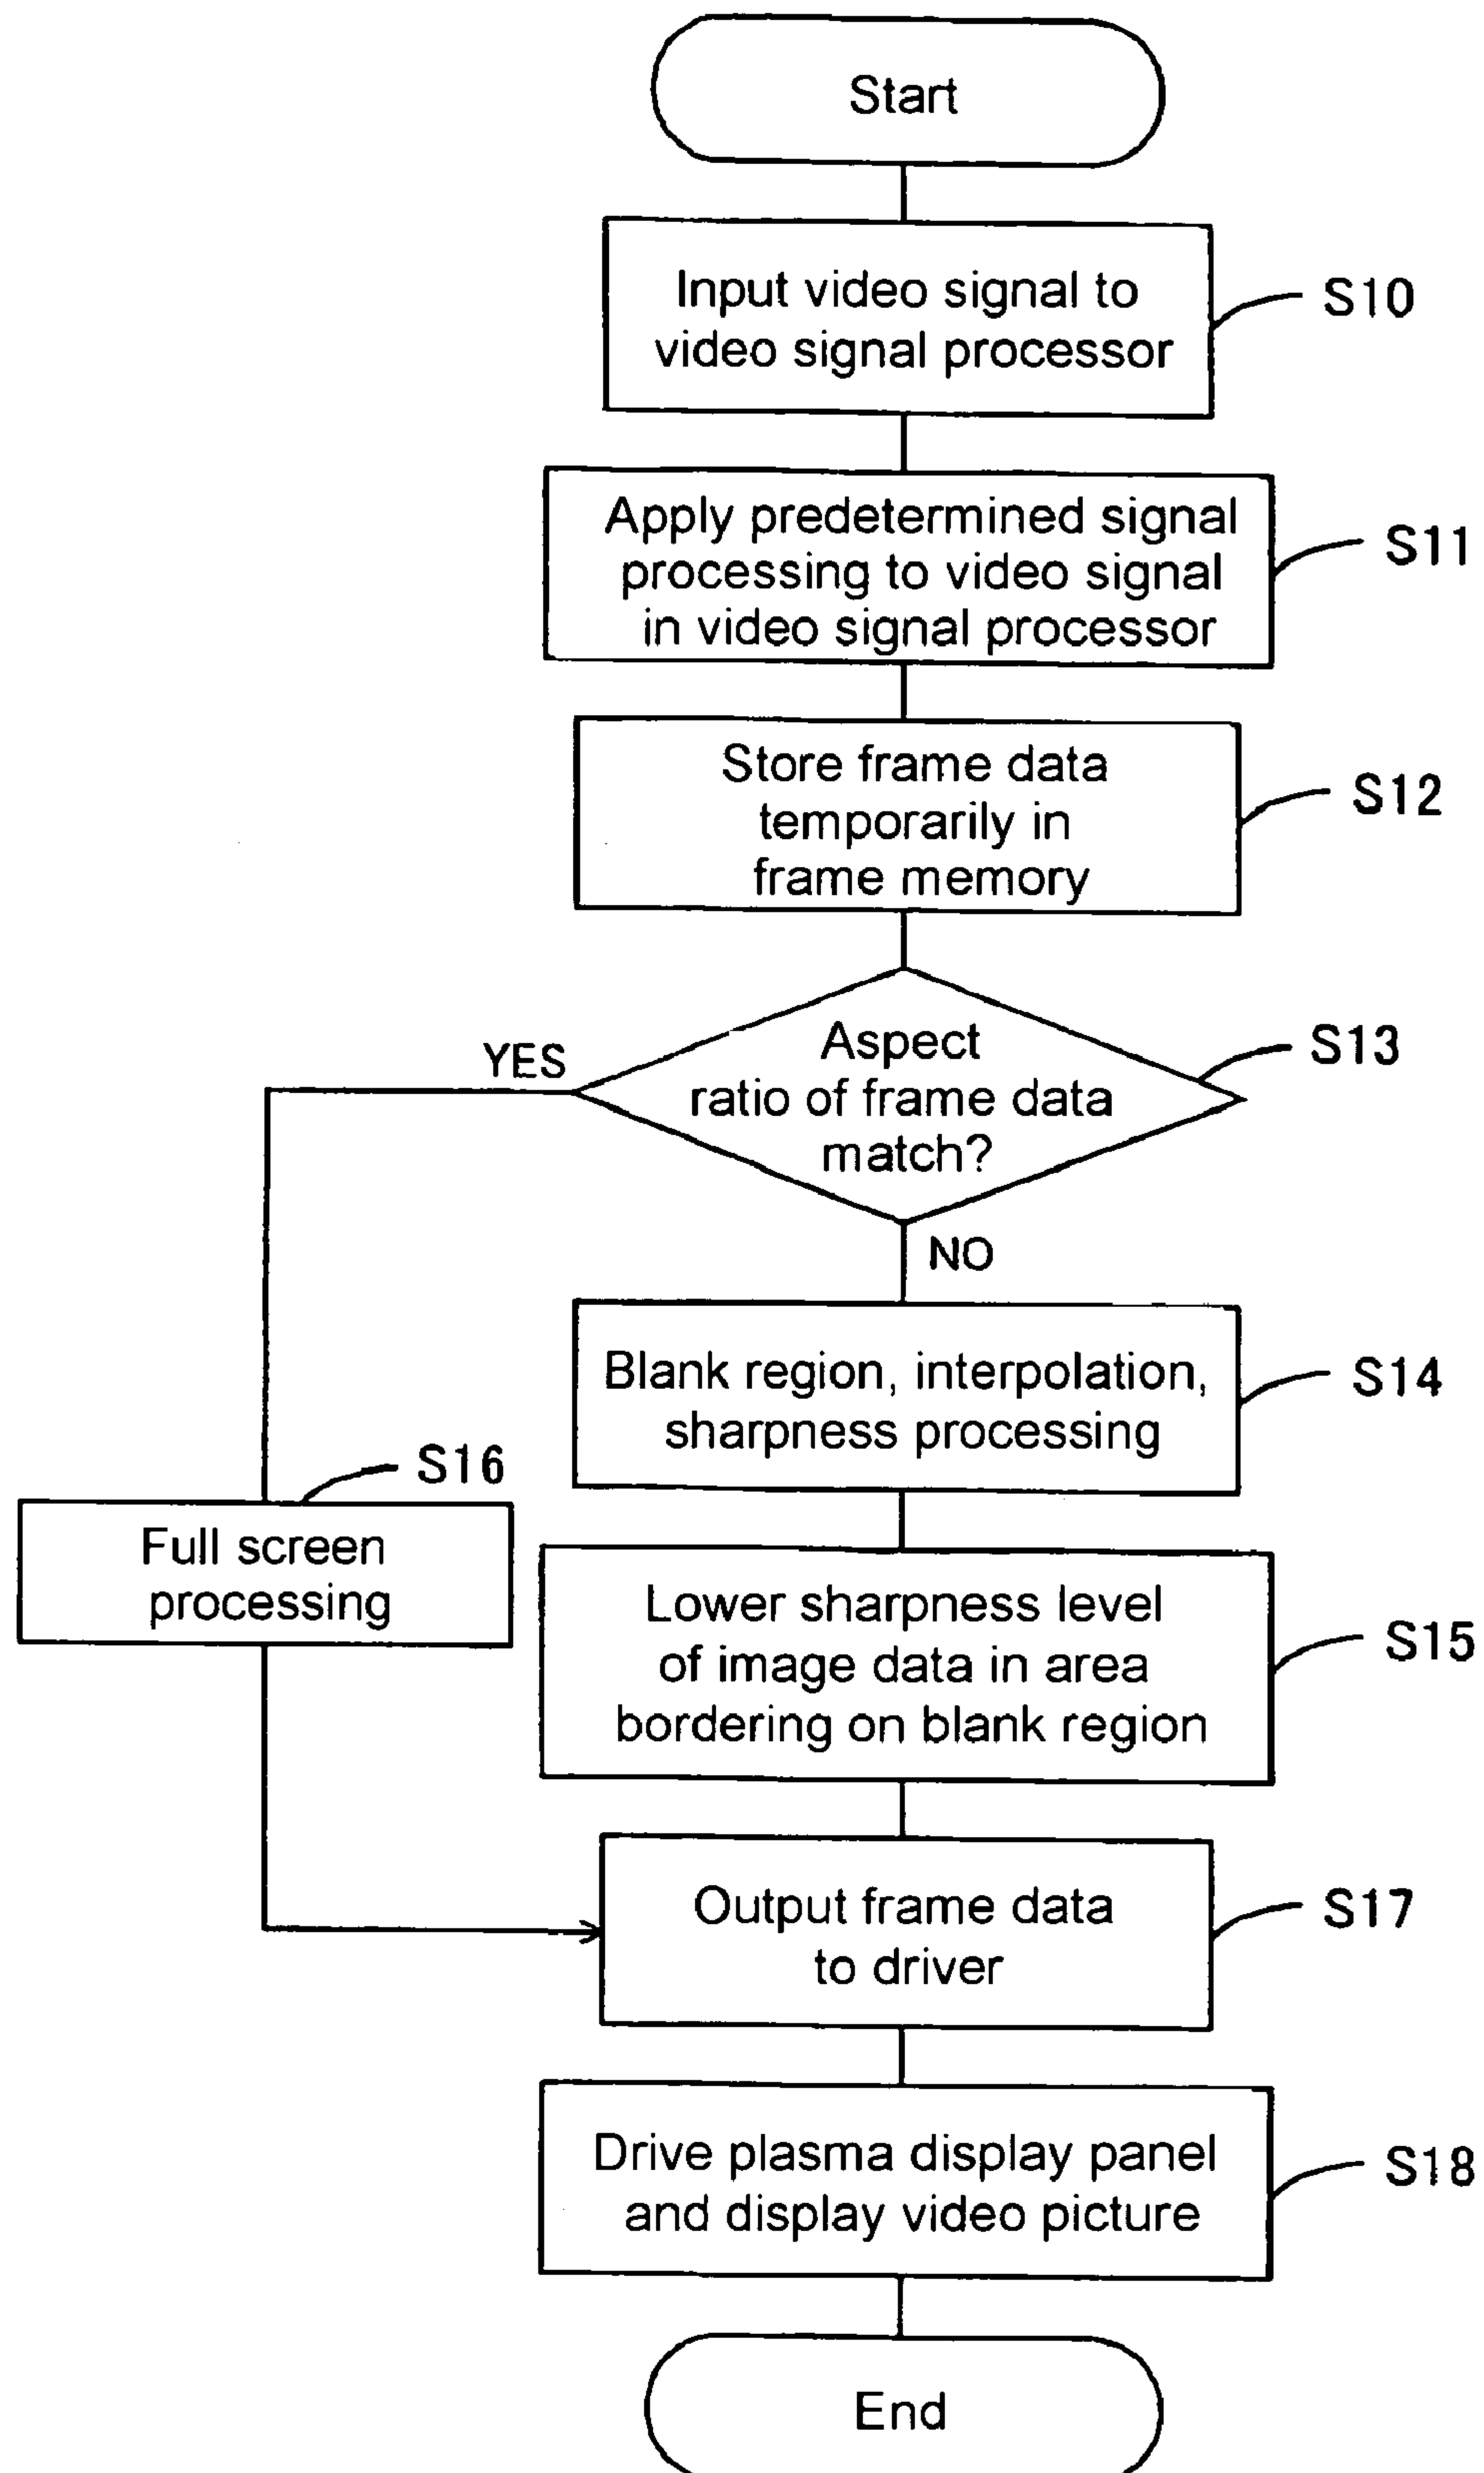 Start
Input video signal to
video signal processor
S10
Apply predetermined signal
processing to video signal
in video signal processor
S11
Store frame data
temporarily in
frame memory
S12
Aspect
ratio of frame data
match?
S13
YES
NO
Blank region, interpolation,
sharpness processing
S14
S16
Full screen
processing
Lower sharpness level
of image data in area
bordering on blank region
S15
Output frame data
to driver
S17
Drive plasma display panel
and display video picture
S18
End